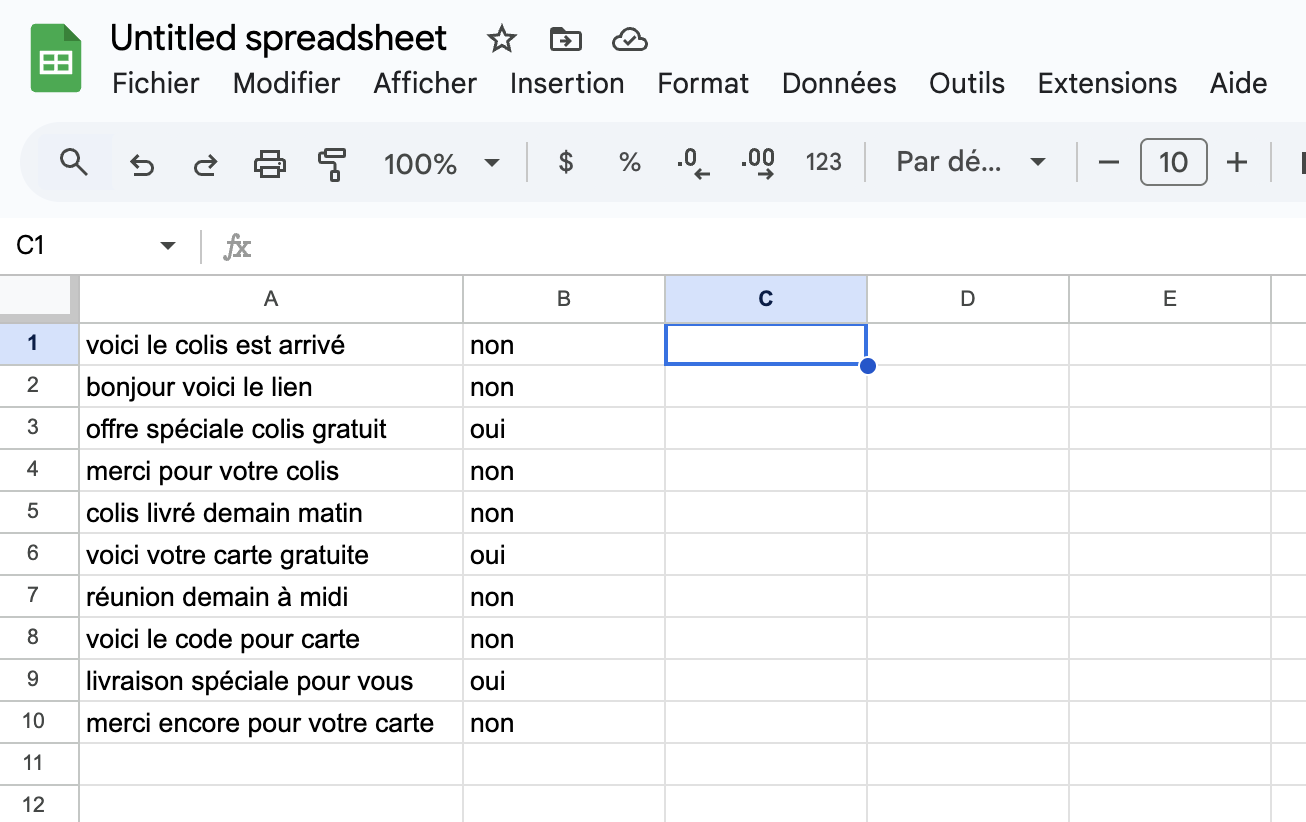 Untitled spreadsheet
Fichier Modifier Afficher Insertion Format Données Outils Extensions Aide
100% $ % .0 .00 123 Par dé... − 10 +
C1 fx
A B C D E
1 voici le colis est arrivé non
2 bonjour voici le lien non
3 offre spéciale colis gratuit oui
4 merci pour votre colis non
5 colis livré demain matin non
6 voici votre carte gratuite oui
7 réunion demain à midi non
8 voici le code pour carte non
9 livraison spéciale pour vous oui
10 merci encore pour votre carte non
11
12